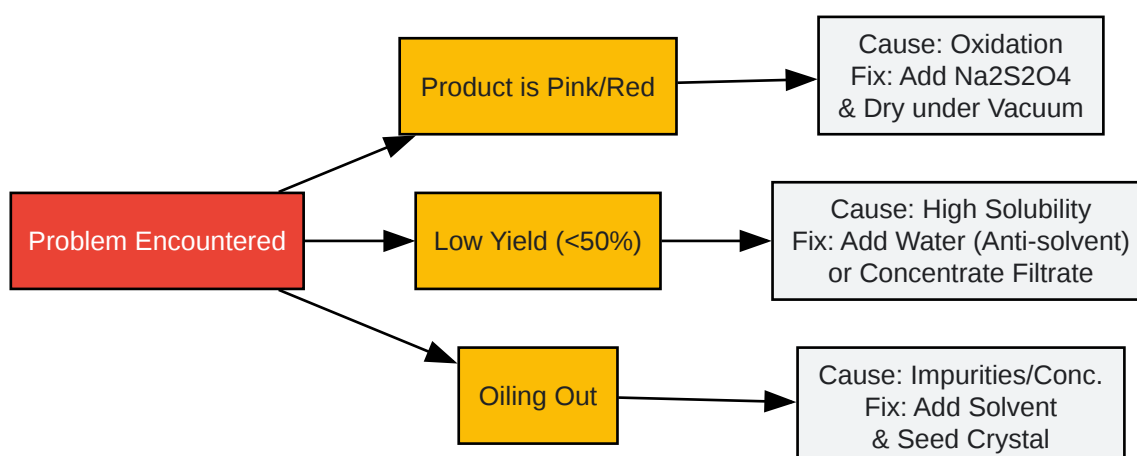 Problem Encountered
Product is Pink/Red
Cause: Oxidation
Fix: Add Na2S2O4
& Dry under Vacuum
Low Yield (<50%)
Cause: High Solubility
Fix: Add Water (Anti-solvent)
or Concentrate Filtrate
Oiling Out
Cause: Impurities/Conc.
Fix: Add Solvent
& Seed Crystal